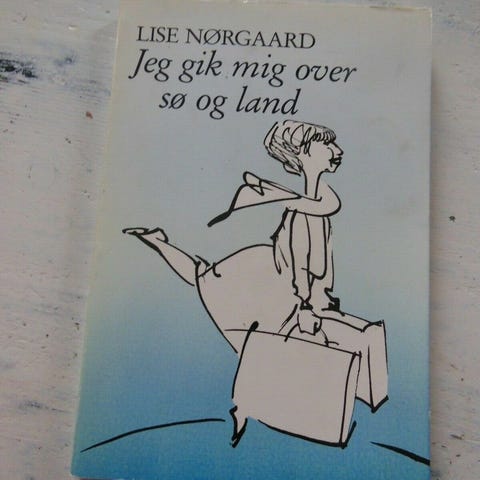 LISE NØRGAARD
Jeg gik mig over
sø og land